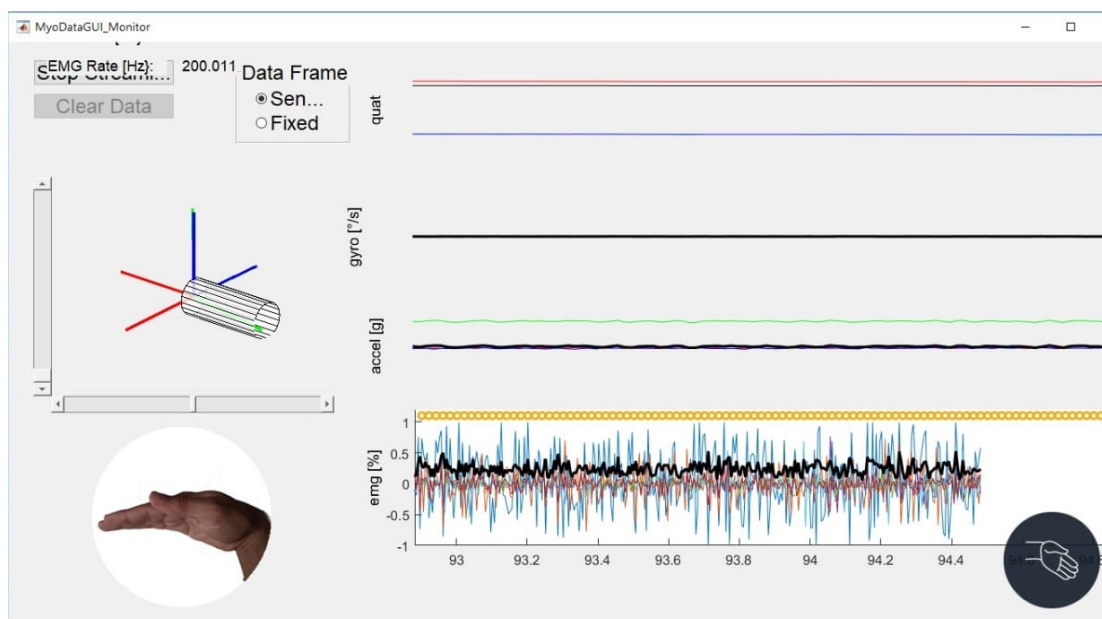 MyoDataGUI_Monitor
EMG Rate [Hz]: 200.011
Clear Data
Data Frame
Sen...
Fixed
quat
gyro [°/s]
accel [g]
emg [%]
1
0.5
0
-0.5
-1
93 93.2 93.4 93.6 93.8 94 94.2 94.4